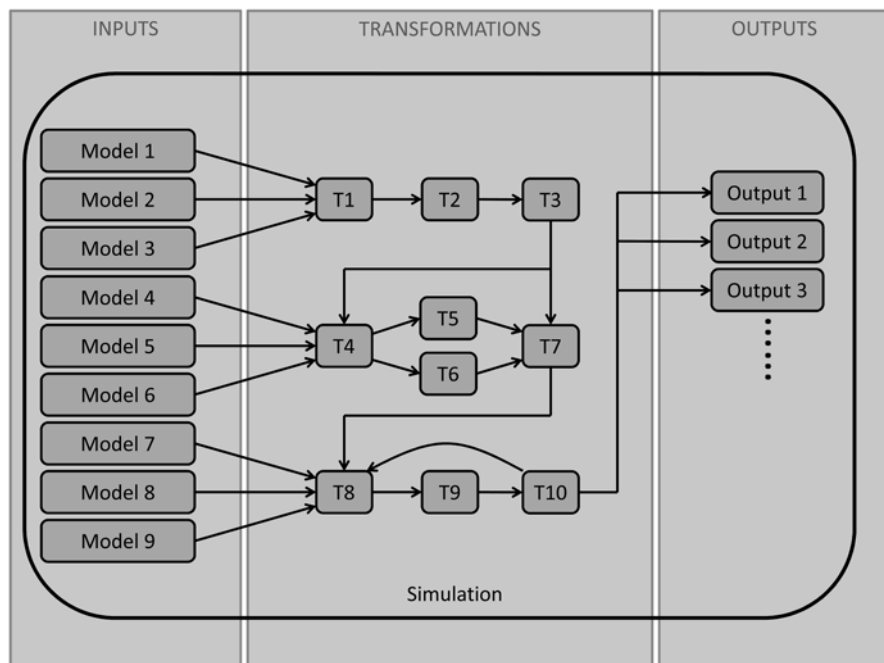 INPUTS
TRANSFORMATIONS
OUTPUTS
Model 1
Model 2
Model 3
Model 4
Model 5
Model 6
Model 7
Model 8
Model 9
T1
T2
T3
T4
T5
T6
T7
T8
T9
T10
Output 1
Output 2
Output 3
Simulation